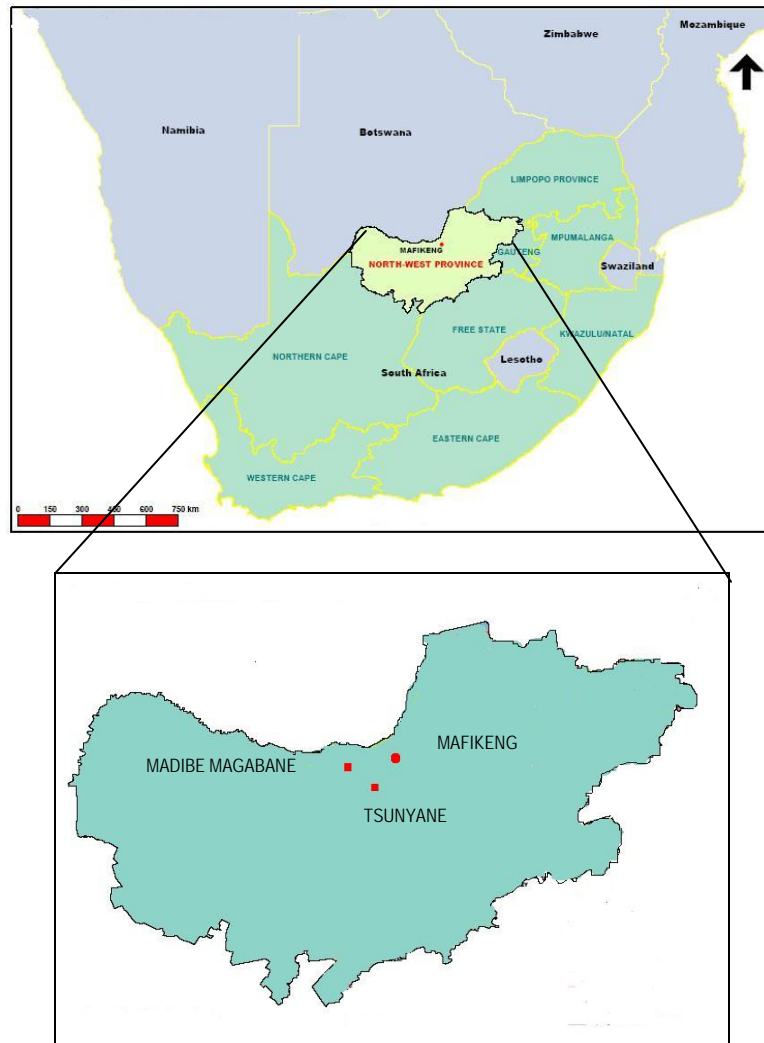 Mozambique
Zimbabwe
Namibia
Botswana
LIMPOPO PROVINCE
MAFIKENG
MPUMALANGA
GAUTENG
NORTH-WEST PROVINCE
Swaziland
FREE STATE
KWAZULU/NATAL
NORTHERN CAPE
Lesotho
South Africa
EASTERN CAPE
WESTERN CAPE
0 150 300 450 600 750 km
MAFIKENG
MADIBE MAGABANE
TSUNYANE